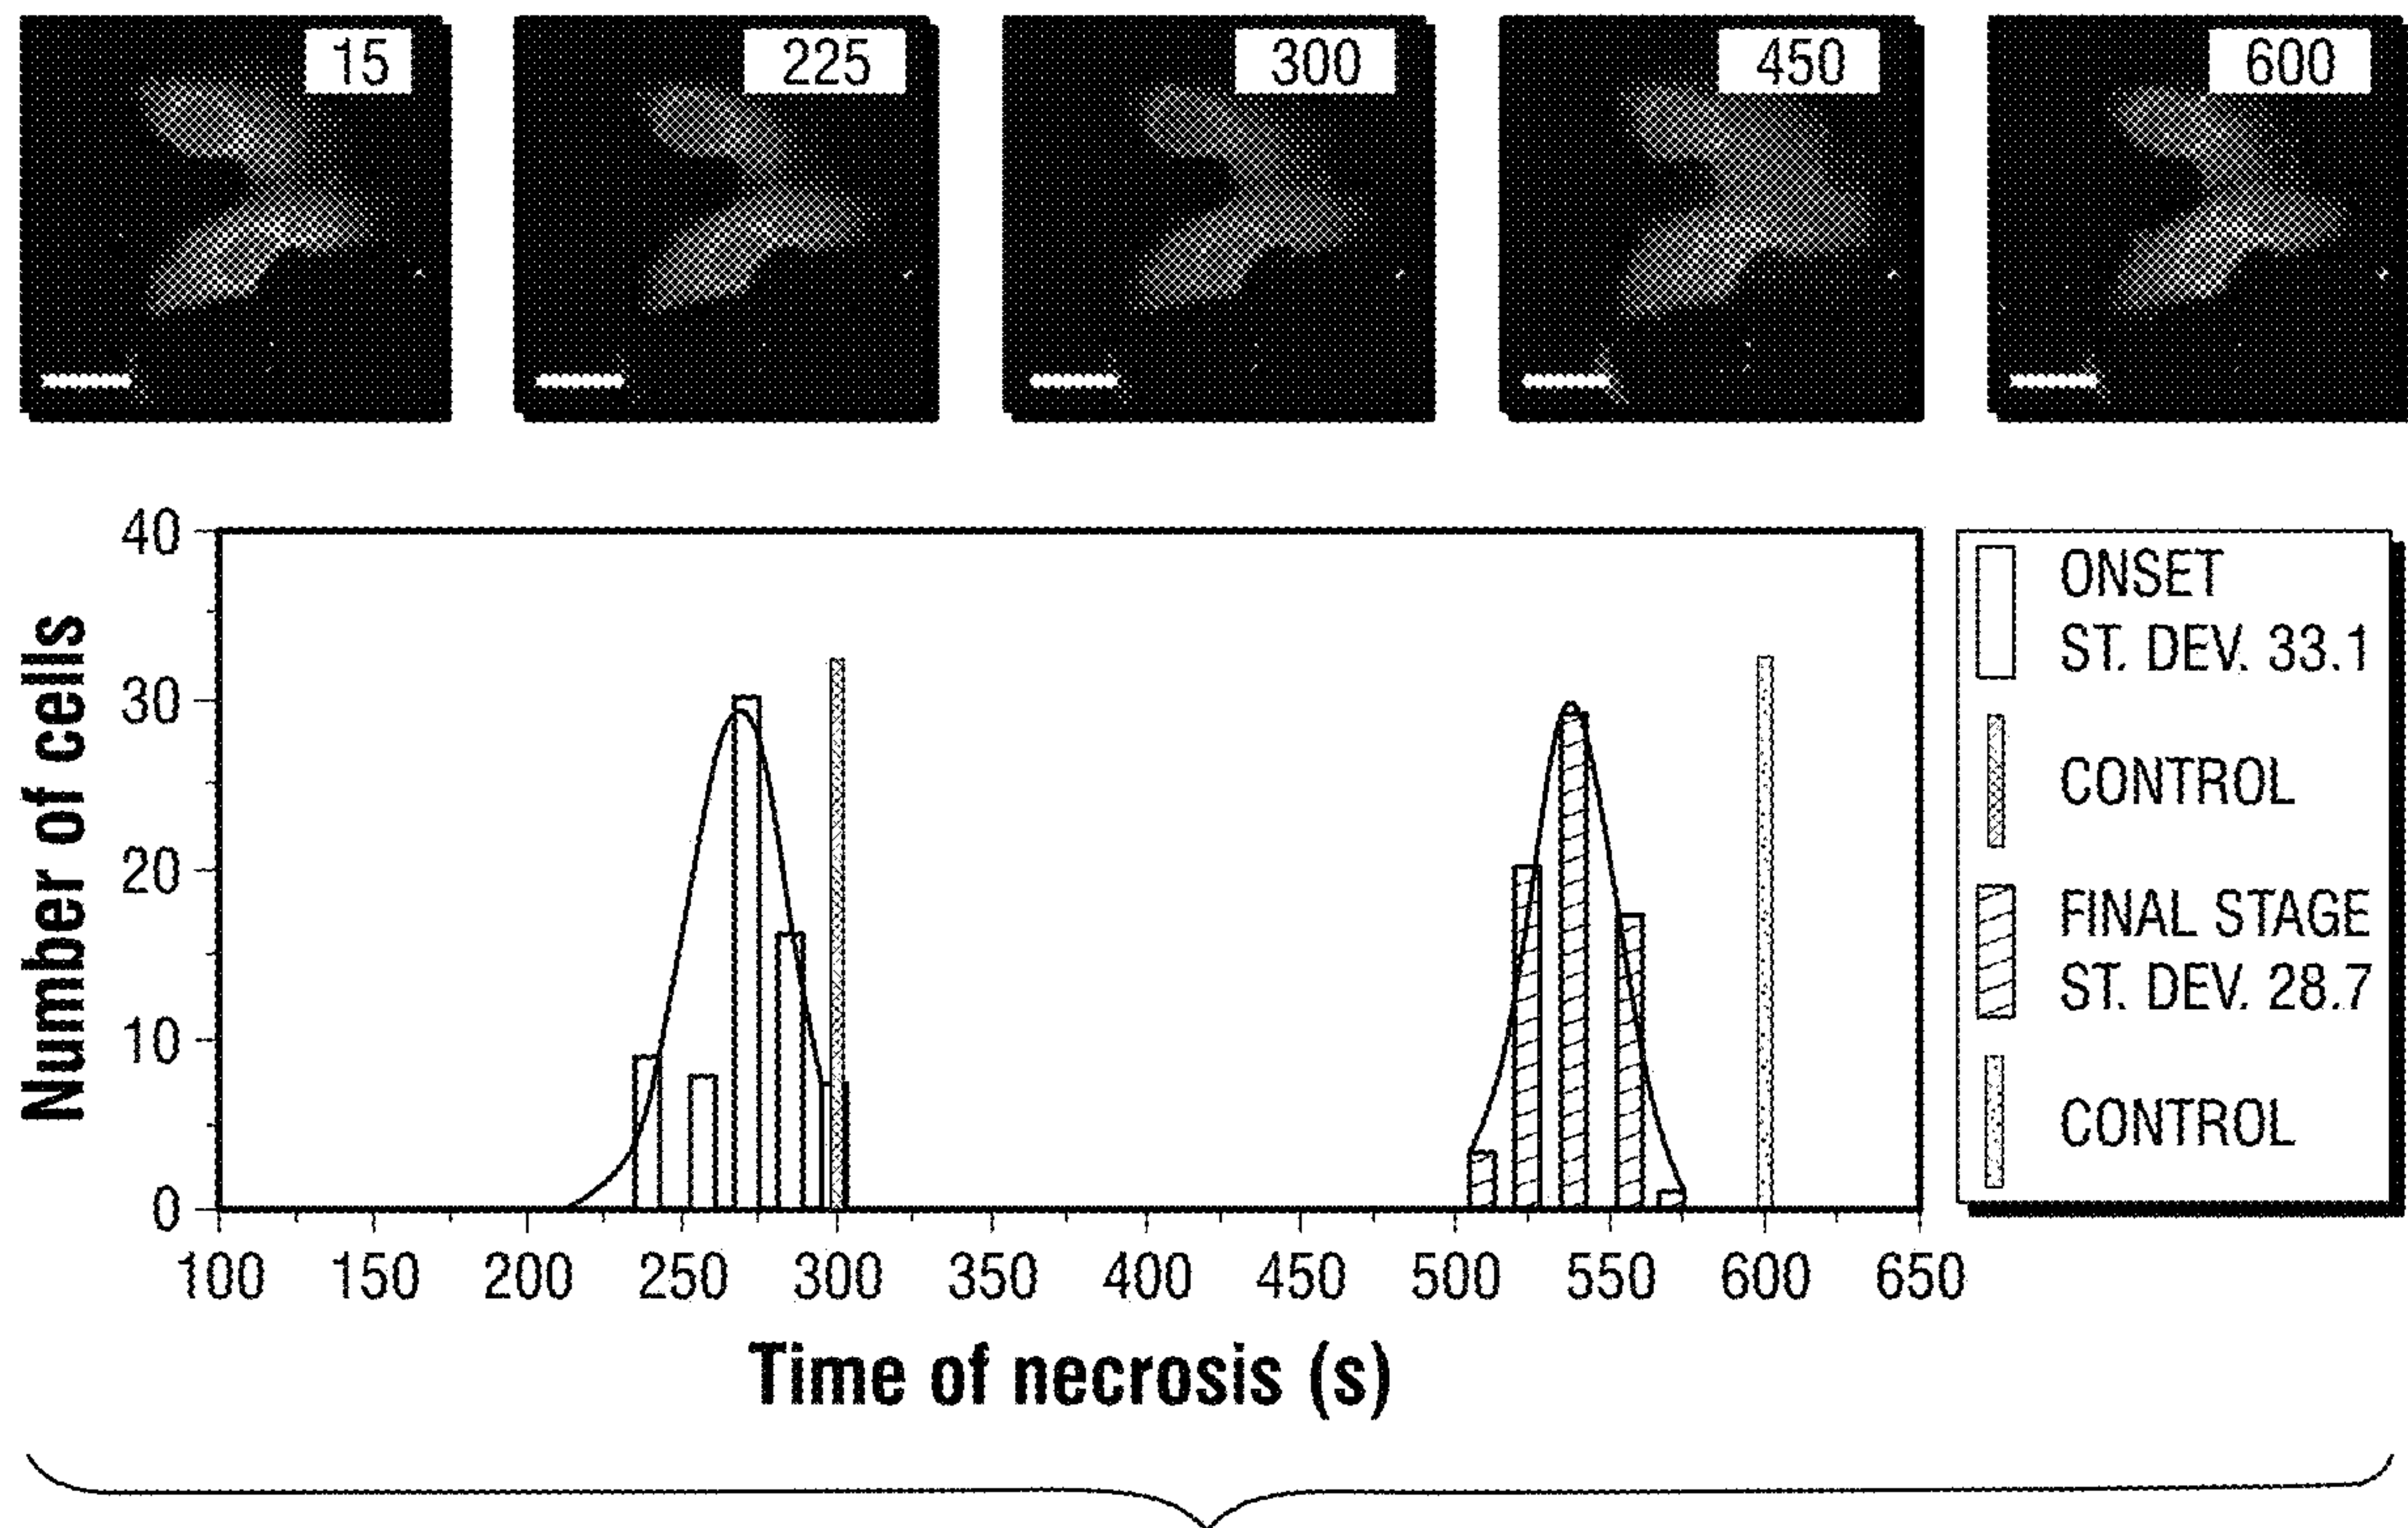 15
225
300
450
600
Number of cells
40
30
20
10
0
100 150 200 250 300 350 400 450 500 550 600 650
Time of necrosis (s)
ONSET
ST. DEV. 33.1
CONTROL
FINAL STAGE
ST. DEV. 28.7
CONTROL